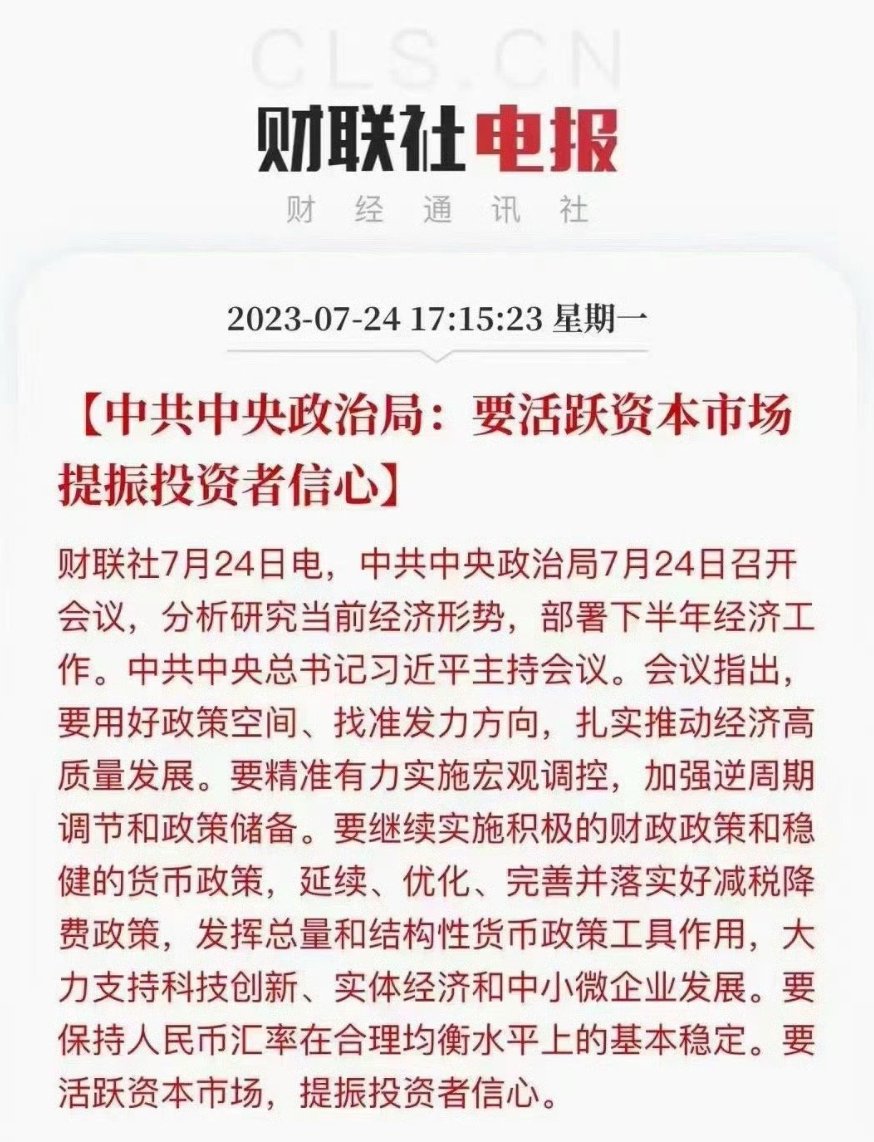 CLS.CN
财联社电报
财经通讯社
2023-07-24 17:15:23 星期一
【中共中央政治局：要活跃资本市场
提振投资者信心】
财联社7月24日电，中共中央政治局7月24日召开
会议，分析研究当前经济形势，部署下半年经济工
作。中共中央总书记习近平主持会议。会议指出，
要用好政策空间、找准发力方向，扎实推动经济高
质量发展。要精准有力实施宏观调控，加强逆周期
调节和政策储备。要继续实施积极的财政政策和稳
健的货币政策，延续、优化、完善并落实好减税降
费政策，发挥总量和结构性货币政策工具作用，大
力支持科技创新、实体经济和中小微企业发展。要
保持人民币汇率在合理均衡水平上的基本稳定。要
活跃资本市场，提振投资者信心。